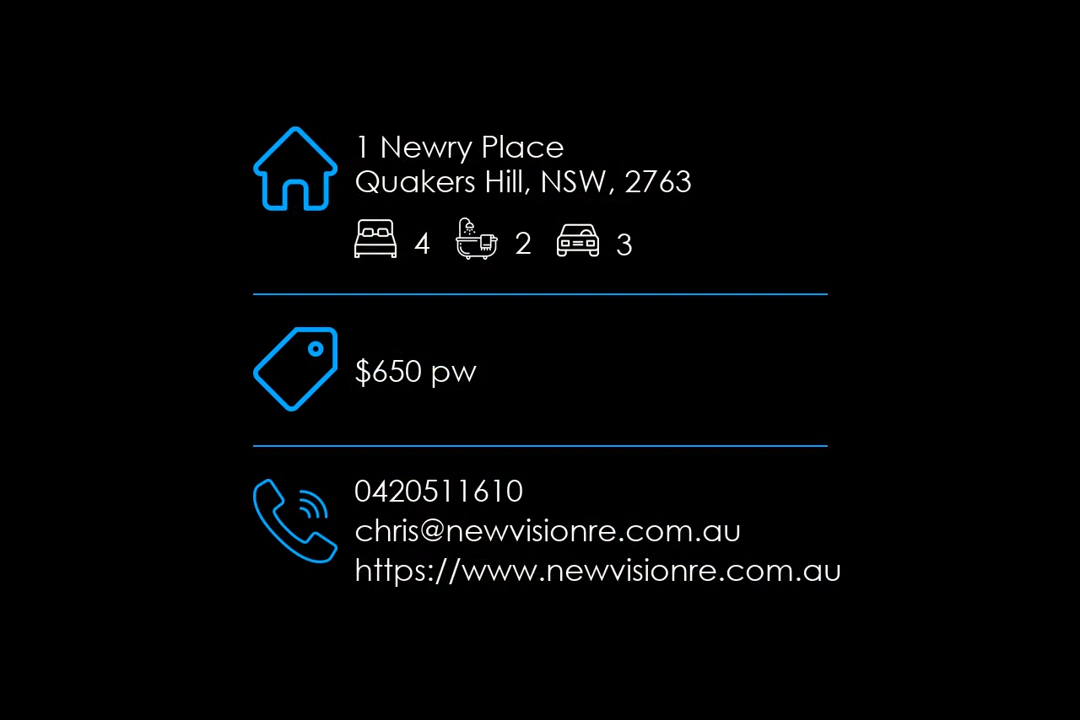 1 Newry Place
Quakers Hill, NSW, 2763
4 2 3
$650 pw
0420511610
chris@newvisionre.com.au
https://www.newvisionre.com.au